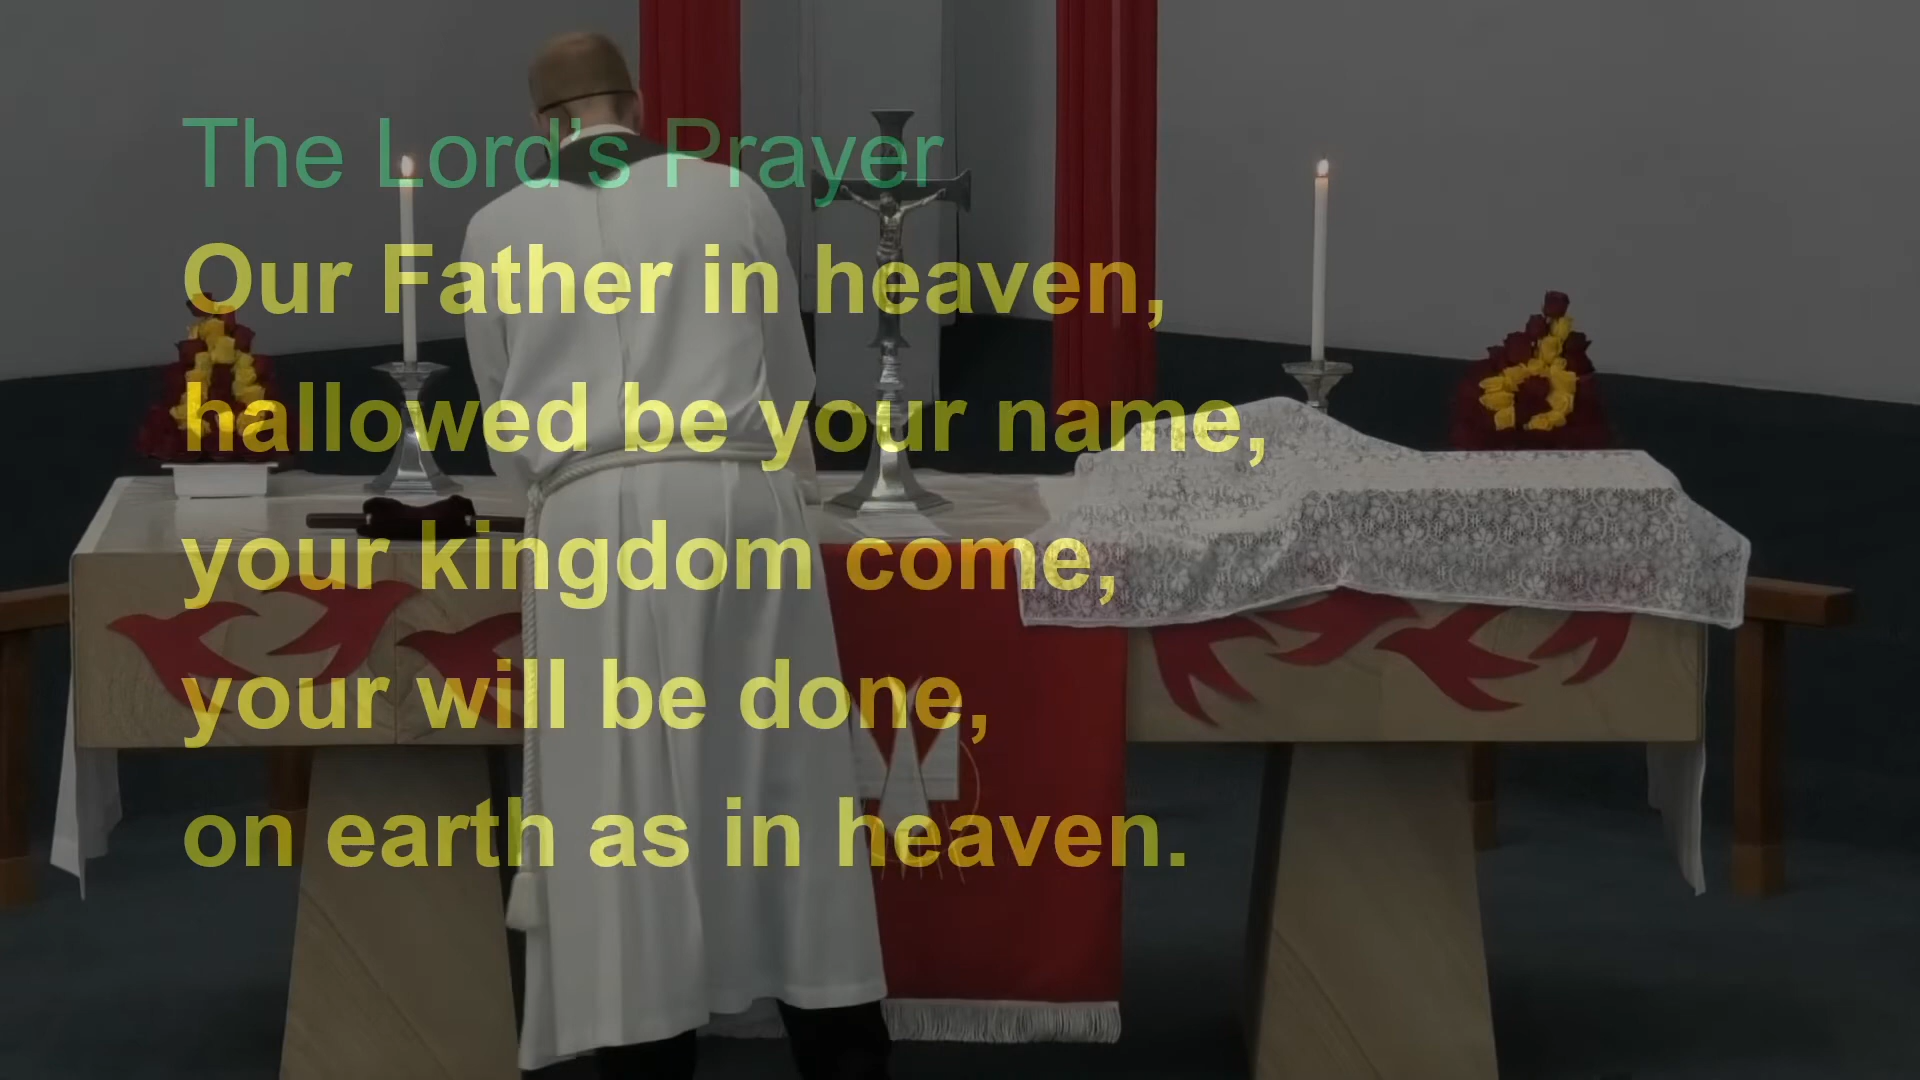 The Lord’s Prayer
Our Father in heaven,
hallowed be your name,
your kingdom come,
your will be done,
on earth as in heaven.